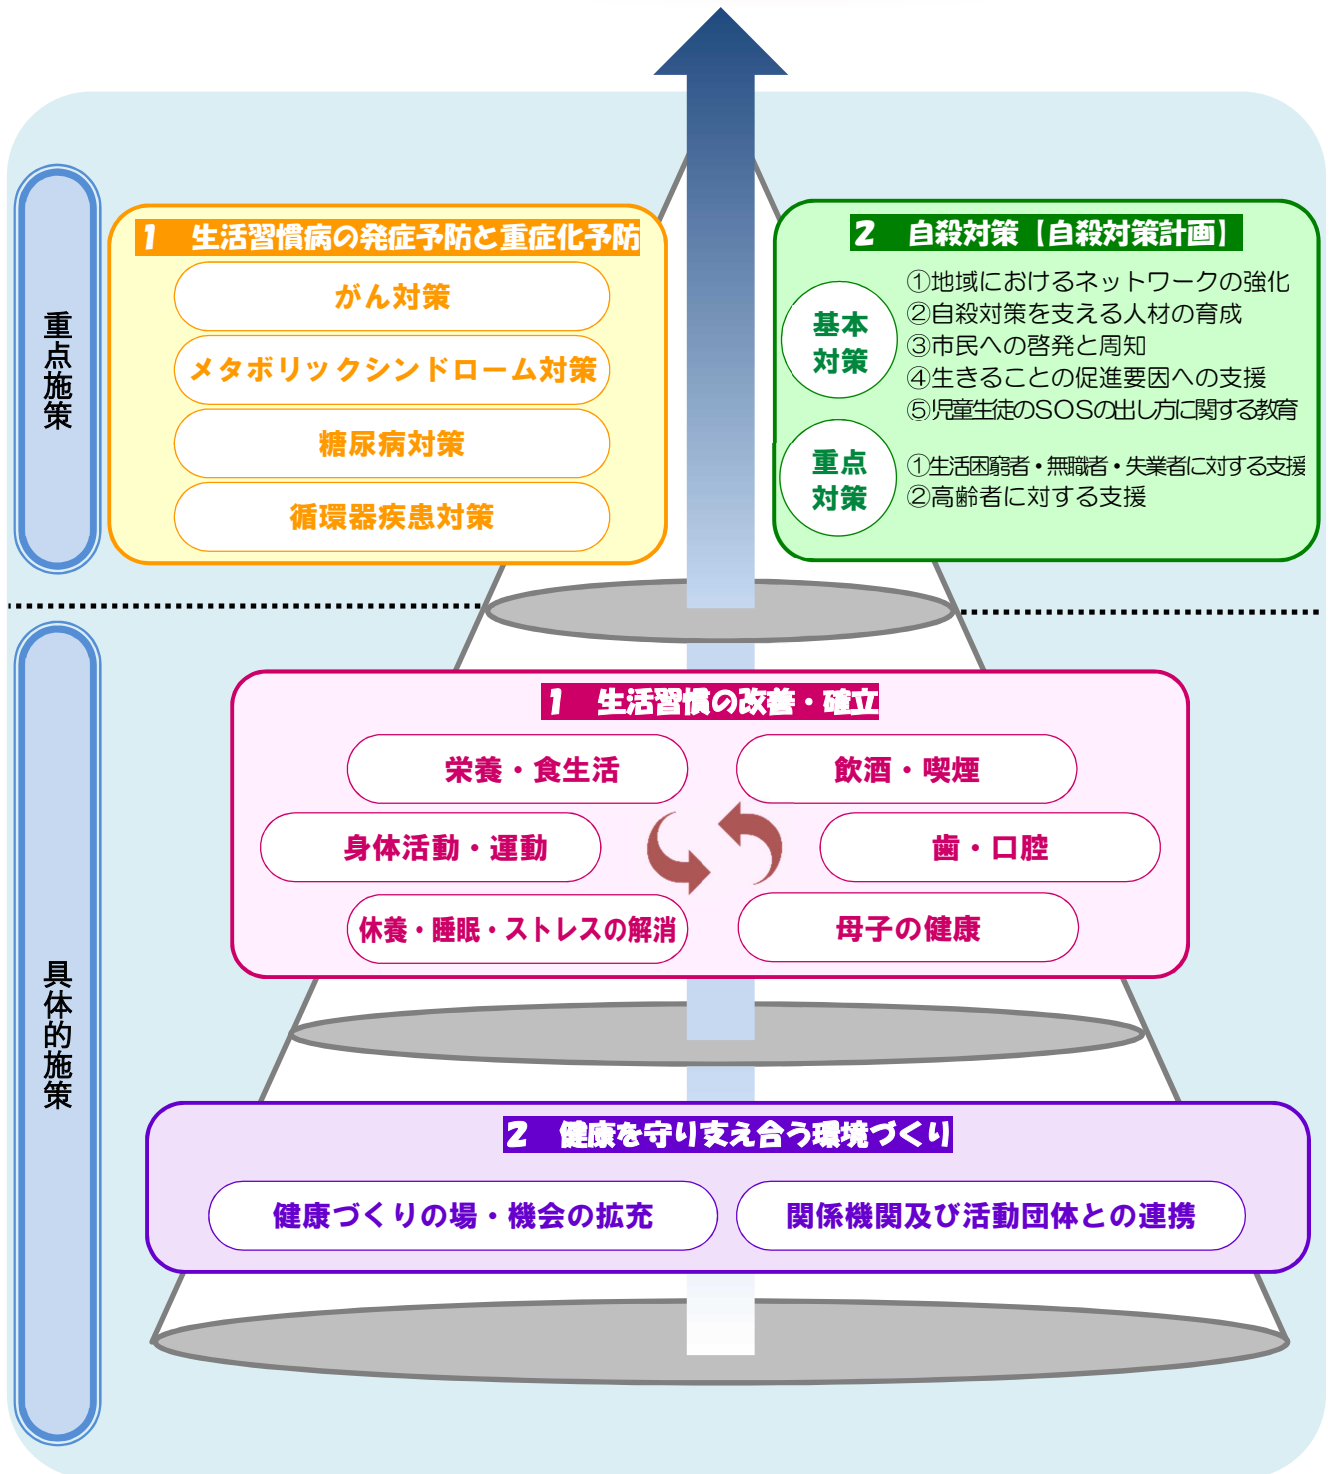 重点施策
1 生活習慣病の発症予防と重症化予防
がん対策
メタボリックシンドローム対策
糖尿病対策
循環器疾患対策
2 自殺対策【自殺対策計画】
基本
対策
①地域におけるネットワークの強化
②自殺対策を支える人材の育成
③市民への啓発と周知
④生きることの促進要因への支援
⑤児童生徒のSOSの出し方に関する教育
重点
対策
①生活困窮者・無職者・失業者に対する支援
②高齢者に対する支援
具体的施策
1 生活習慣の改善・確立
栄養・食生活
飲酒・喫煙
身体活動・運動
歯・口腔
休養・睡眠・ストレスの解消
母子の健康
2 健康を守り支え合う環境づくり
健康づくりの場・機会の拡充
関係機関及び活動団体との連携